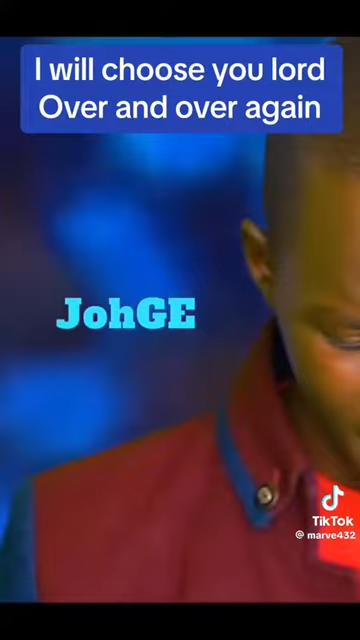 I will choose you lord
Over and over again
JohGE
TikTok
@ marve432